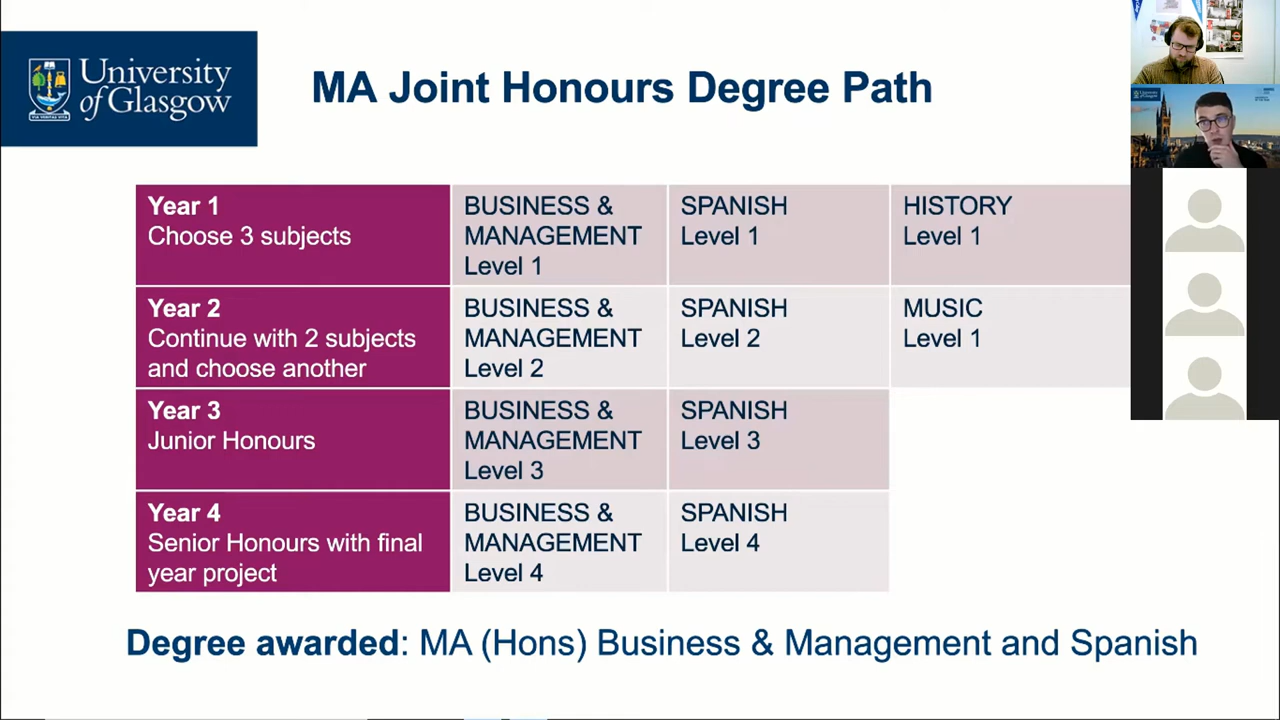 University
of Glasgow
VIA VERITAS VITA
MA Joint Honours Degree Path
Year 1
Choose 3 subjects
BUSINESS &
MANAGEMENT
Level 1
SPANISH
Level 1
HISTORY
Level 1
Year 2
Continue with 2 subjects
and choose another
BUSINESS &
MANAGEMENT
Level 2
SPANISH
Level 2
MUSIC
Level 1
Year 3
Junior Honours
BUSINESS &
MANAGEMENT
Level 3
SPANISH
Level 3
Year 4
Senior Honours with final
year project
BUSINESS &
MANAGEMENT
Level 4
SPANISH
Level 4
Degree awarded: MA (Hons) Business & Management and Spanish